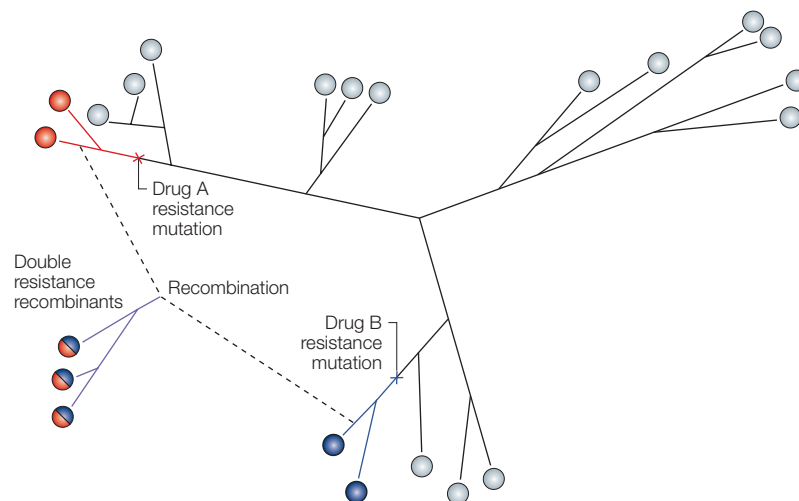 Drug A
resistance
mutation
Double
resistance
recombinants
Recombination
Drug B
resistance
mutation